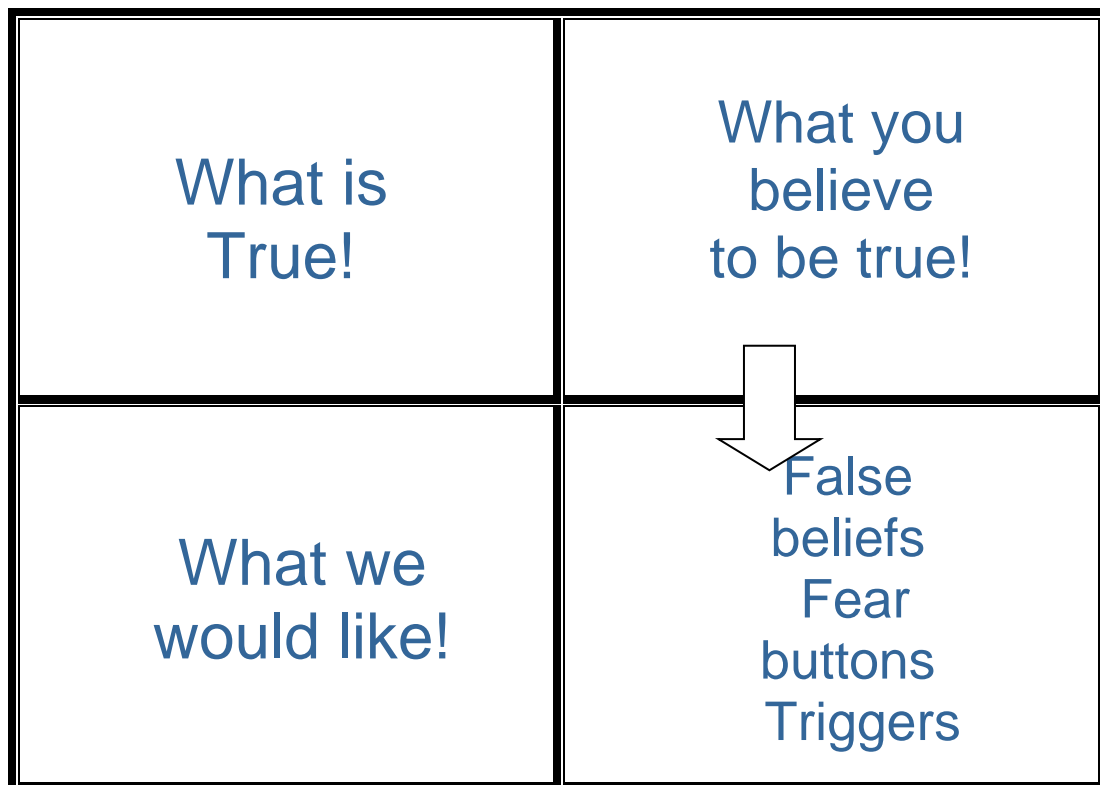 What is
True!
What you
believe
to be true!
What we
would like!
False
beliefs
Fear
buttons
Triggers